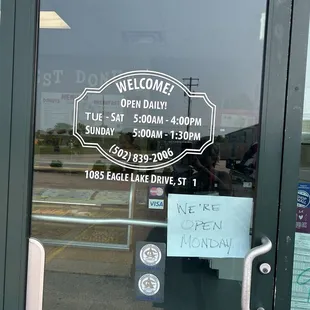 WELCOME!
OPEN DAILY!
TUE - SAT 5:00AM - 4:00PM
SUNDAY 5:00AM - 1:30PM
(502) 839-2006
1085 EAGLE LAKE DRIVE, ST 1
VISA
WE'RE
OPEN
MONDAY